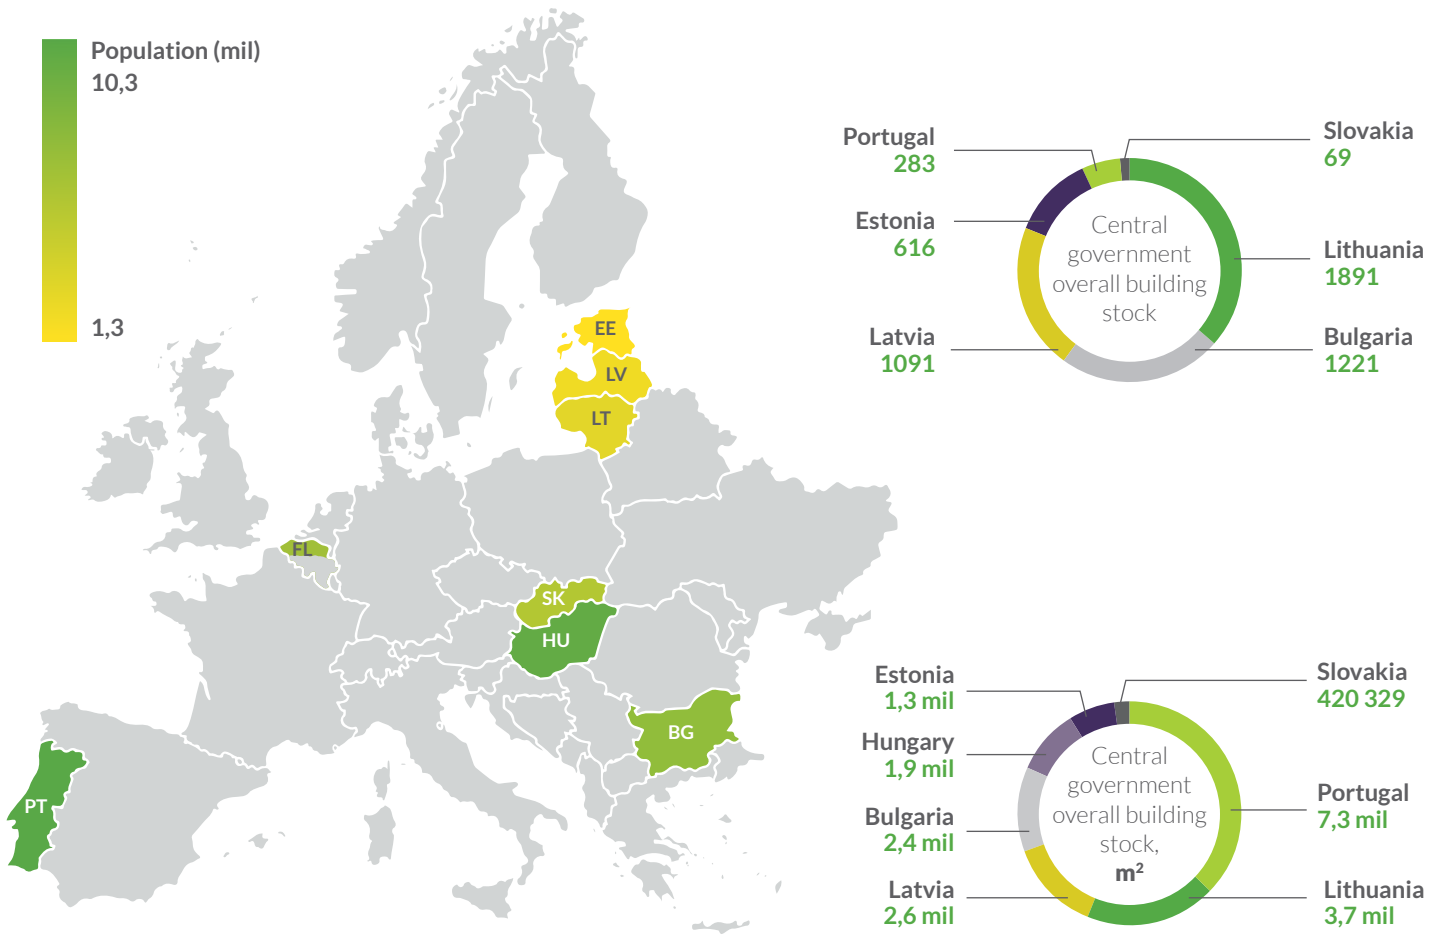 Population (mil)
10,3
1,3
EE
LV
LT
FL
SK
HU
BG
PT
Portugal
283
Estonia
616
Latvia
1091
Central
government
overall building
stock
Slovakia
69
Lithuania
1891
Bulgaria
1221
Estonia
1,3 mil
Hungary
1,9 mil
Bulgaria
2,4 mil
Latvia
2,6 mil
Central
government
overall building
stock,
m²
Slovakia
420 329
Portugal
7,3 mil
Lithuania
3,7 mil